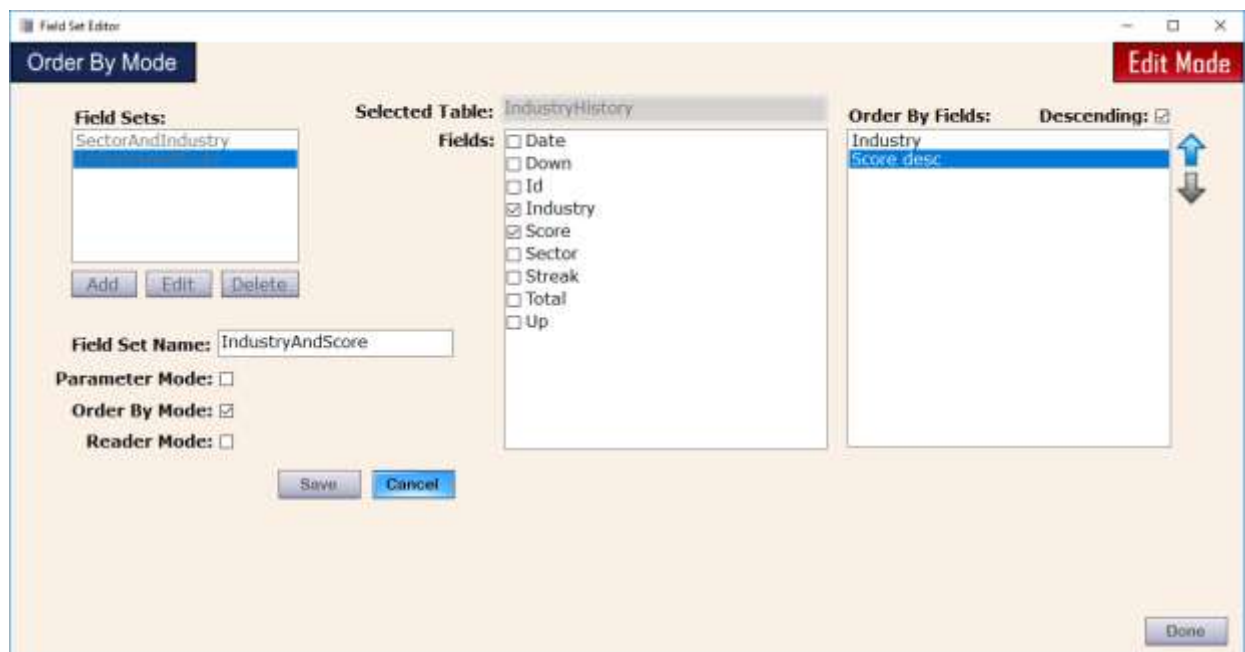 Field Set Editor
Order By Mode
Edit Mode
Field Sets:
SectorAndIndustry
Add
Edit
Delete
Field Set Name: IndustryAndScore
Parameter Mode:
Order By Mode:
Reader Mode:
Save
Cancel
Selected Table: IndustryHistory
Fields:
Date
Down
Id
Industry
Score
Sector
Streak
Total
Up
Order By Fields:
Descending:
Industry
Score desc
Done